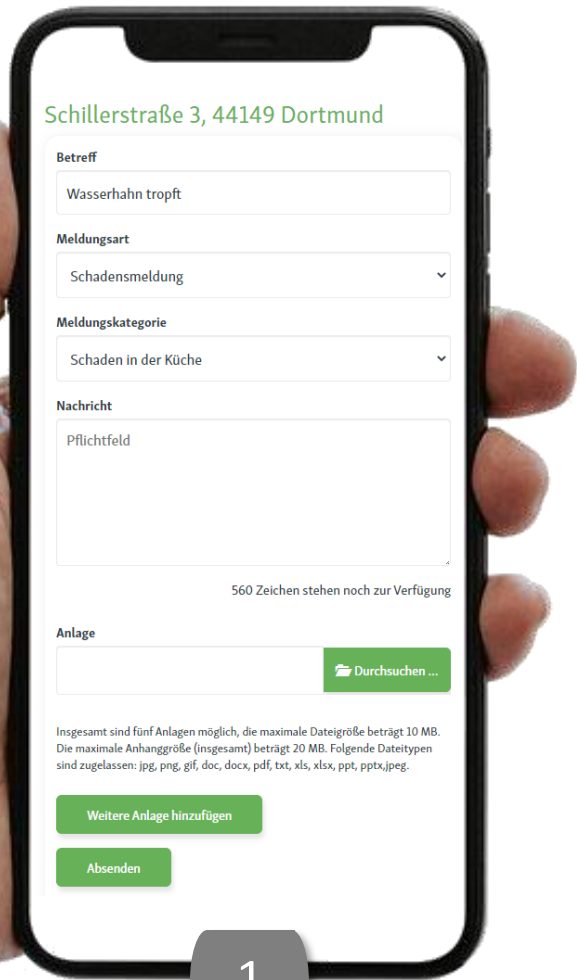 Schillerstraße 3, 44149 Dortmund
Betreff
Wasserhahn tropft
Meldungsart
Schadensmeldung
Meldungskategorie
Schaden in der Küche
Nachricht
Pflichtfeld
560 Zeichen stehen noch zur Verfügung
Anlage
Durchsuchen ...
Insgesamt sind fünf Anlagen möglich, die maximale Dateigröße beträgt 10 MB.
Die maximale Anhanggröße (insgesamt) beträgt 20 MB. Folgende Dateitypen
sind zugelassen: jpg, png, gif, doc, docx, pdf, txt, xls, xlsx, ppt, pptx,jpeg.
Weitere Anlage hinzufügen
Absenden
1